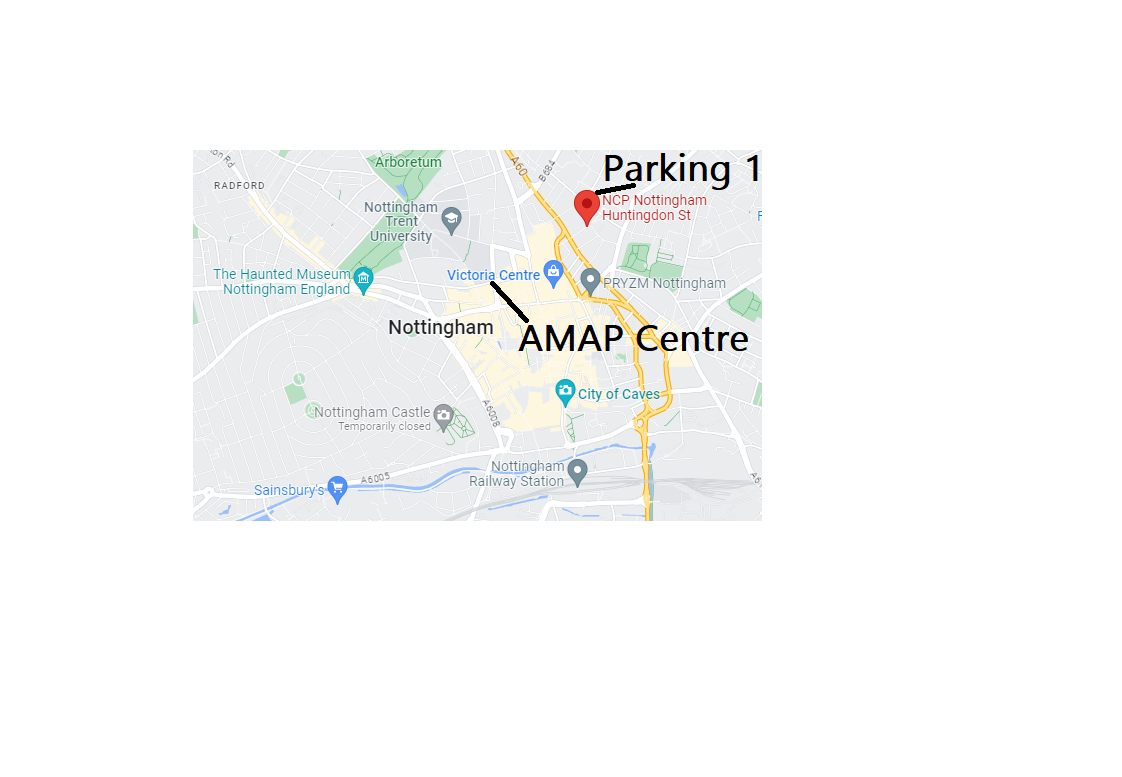 Arboretum
A60
B684
Parking 1
RADFORD
NCP Nottingham
Huntingdon St
Nottingham
Trent
University
The Haunted Museum
Nottingham England
Victoria Centre
PRYZM Nottingham
Nottingham
AMAP Centre
City of Caves
Nottingham Castle
Temporarily closed
A6008
Nottingham
Railway Station
A6005
Sainsbury's